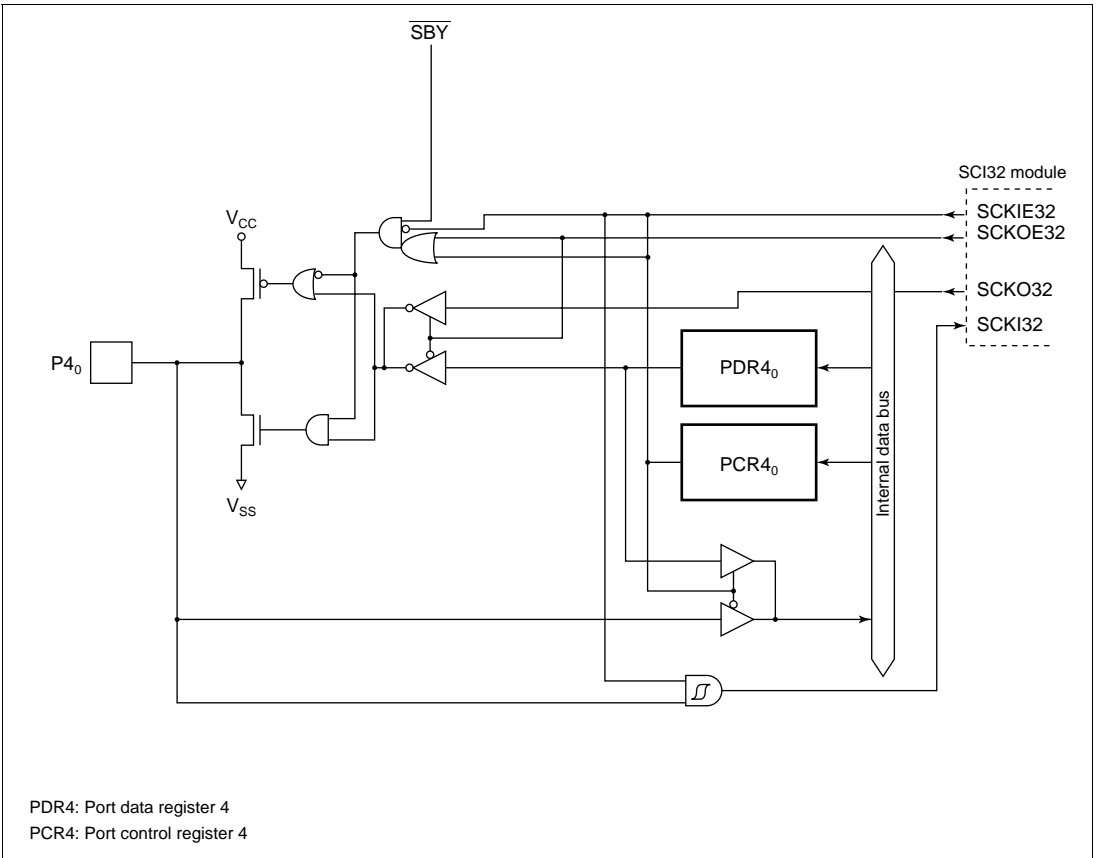 SBY
SCI32 module
SCKIE32
SCKOE32
VCC
SCKO32
SCKI32
P40
PDR40
PCR40
Internal data bus
VSS
PDR4: Port data register 4
PCR4: Port control register 4